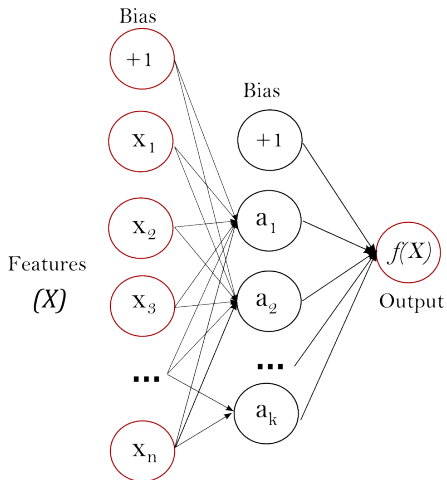 Bias
+1
x1
x2
x3
...
xn
Features
(X)
Bias
+1
a1
a2
...
ak
f(X)
Output